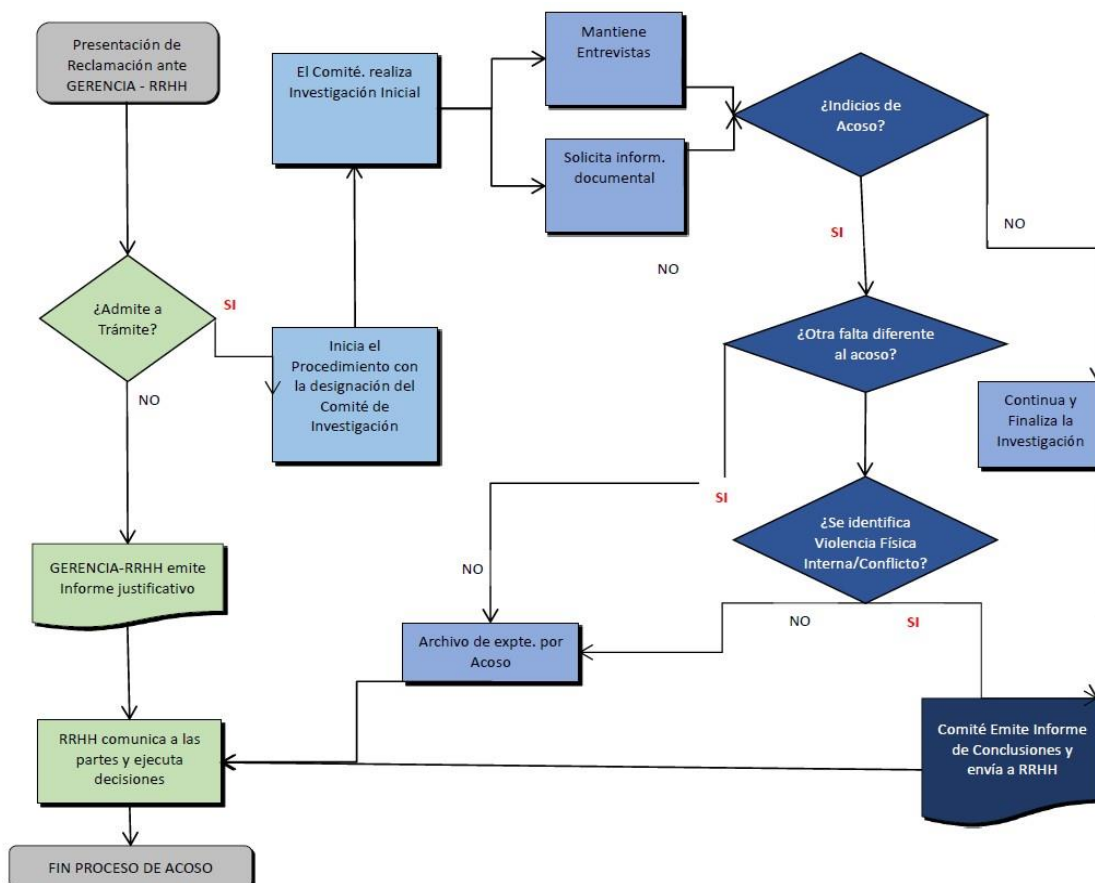 Presentación de
Reclamación ante
GERENCIA - RRHH
El Comité. realiza
Investigación Inicial
Mantiene
Entrevistas
Solicita inform.
documental
¿Indicios de
Acoso?
NO
SI
NO
¿Admite a
Trámite?
SI
NO
Inicia el
Procedimiento con
la designación del
Comité de
Investigación
¿Otra falta diferente
al acoso?
Continua y
Finaliza la
Investigación
SI
¿Se identifica
Violencia Física
Interna/Conflicto?
NO
NO
SI
GERENCIA-RRHH emite
Informe justificativo
Archivo de expte. por
Acoso
RRHH comunica a las
partes y ejecuta
decisiones
Comité Emite Informe
de Conclusiones y
envía a RRHH
FIN PROCESO DE ACOSO